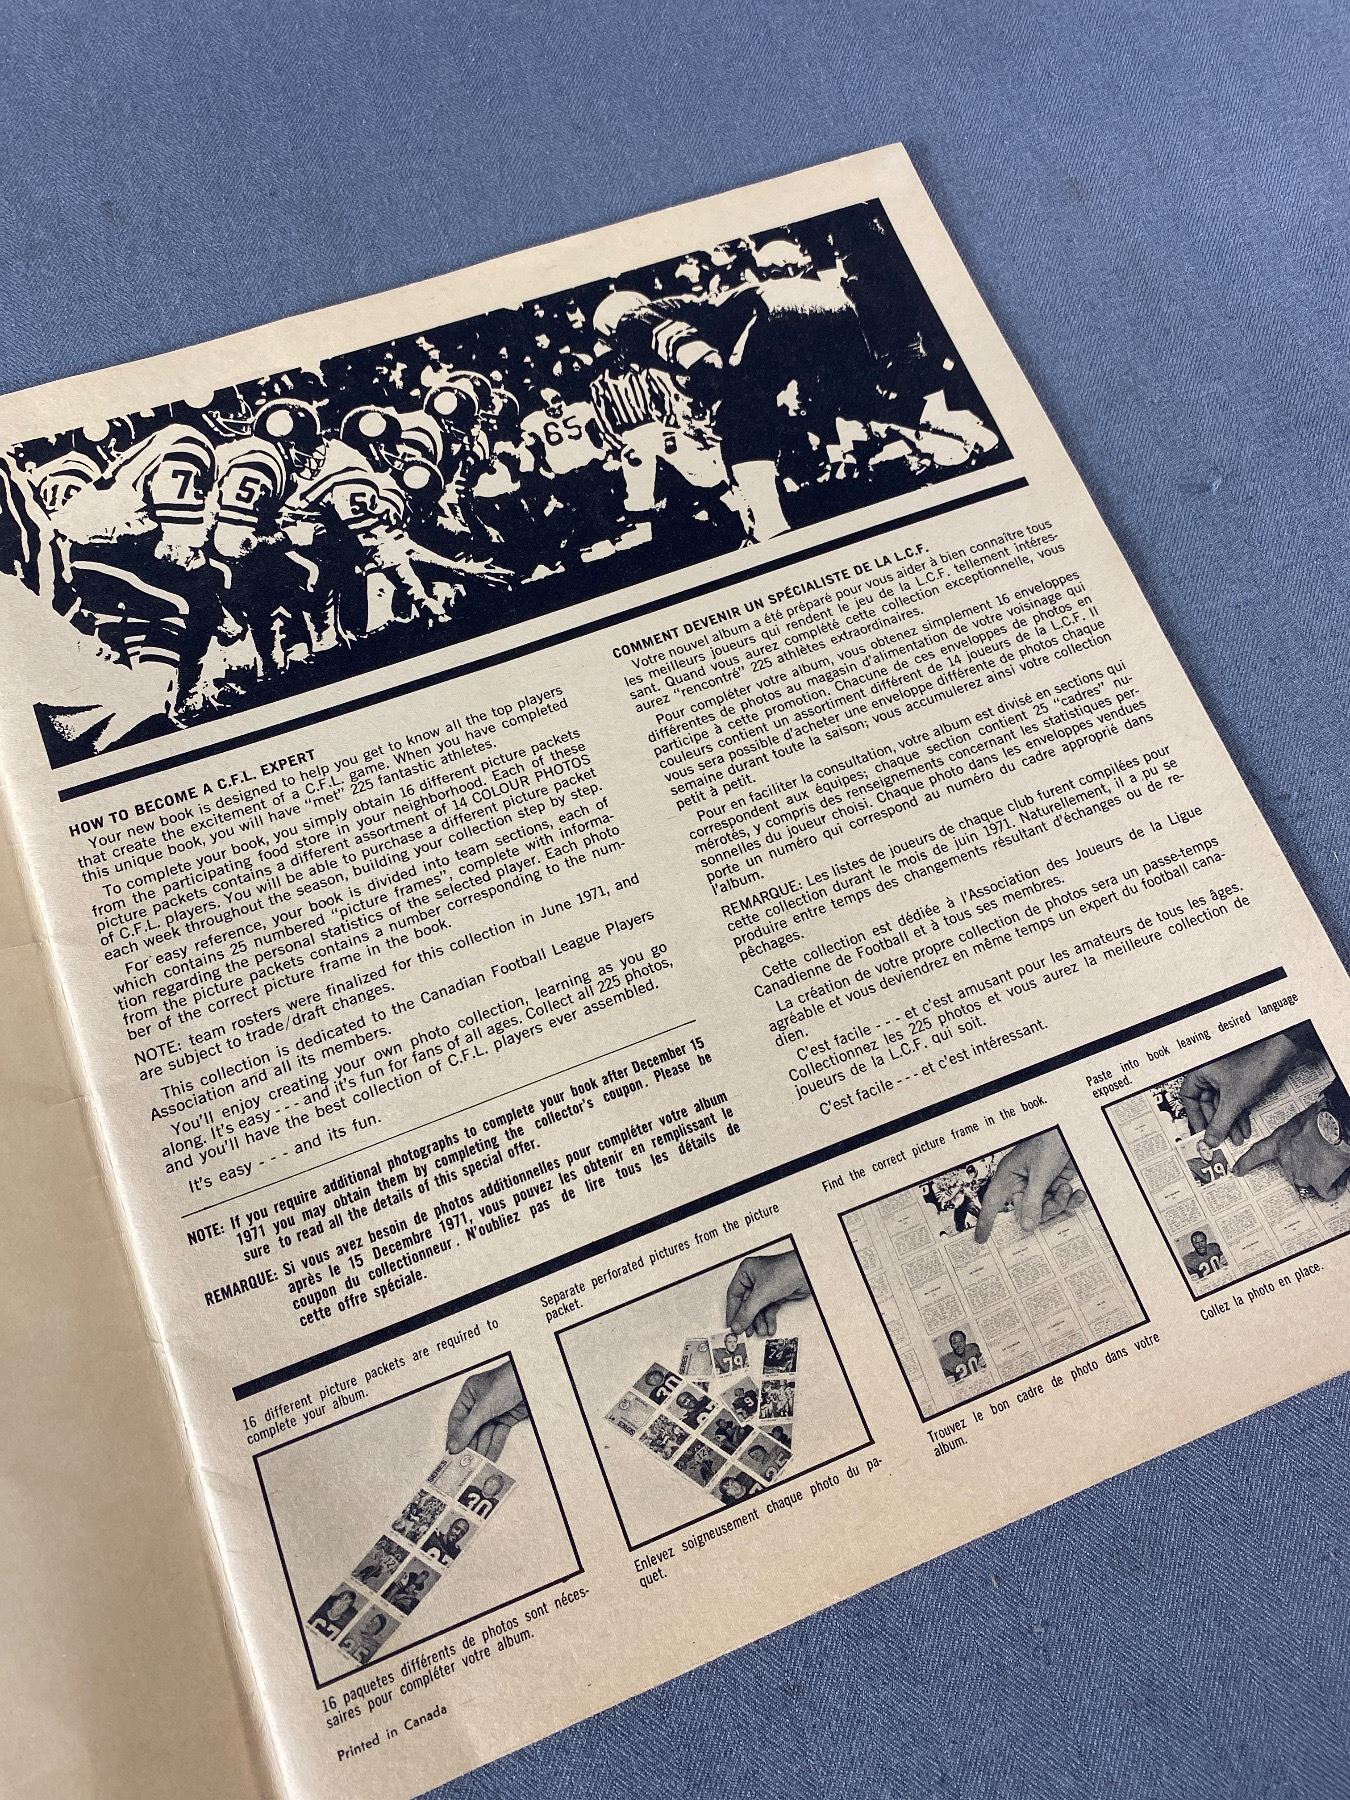 16
7
5
5
65
HOW TO BECOME A C.F.L. EXPERT
Your new book is designed to help you get to know all the top players
that create the excitement of a C.F.L. game. When you have completed
this unique book, you will have "met" 225 fantastic athletes.
To complete your book, you simply obtain 16 different picture packets
from the participating food store in your neighborhood. Each of these
picture packets contains a different assortment of 14 COLOUR PHOTOS
of C.F.L. players. You will be able to purchase a different picture packet
each week throughout the season, building your collection step by step.
For easy reference, your book is divided into team sections, each of
which contains 25 numbered "picture frames", complete with informa-
tion regarding the personal statistics of the selected player. Each photo
from the picture packets contains a number corresponding to the num-
ber of the correct picture frame in the book.
NOTE: team rosters were finalized for this collection in June 1971, and
are subject to trade/draft changes.
This collection is dedicated to the Canadian Football League Players
Association and all its members.
You'll enjoy creating your own photo collection, learning as you go
along. It's easy - - - and it's fun for fans of all ages. Collect all 225 photos,
and you'll have the best collection of C.F.L. players ever assembled.
It's easy - - - and its fun.
NOTE: If you require additional photographs to complete your book after December 15
1971 you may obtain them by completing the collector's coupon. Please be
sure to read all the details of this special offer.
REMARQUE: Si vous avez besoin de photos additionnelles pour compléter votre album
après le 15 Decembre 1971, vous pouvez les obtenir en remplissant le
coupon du collectionneur. N'oubliez pas de lire tous les détails de
cette offre spéciale.
COMMENT DEVENIR UN SPÉCIALISTE DE LA L.C.F.
Votre nouvel album a été préparé pour vous aider à bien connaître tous
les meilleurs joueurs qui rendent le jeu de la L.C.F. tellement intéres-
sant. Quand vous aurez complété cette collection exceptionnelle, vous
aurez "rencontré" 225 athlètes extraordinaires.
Pour compléter votre album, vous obtenez simplement 16 enveloppes
différentes de photos au magasin d'alimentation de votre voisinage qui
participe à cette promotion. Chacune de ces enveloppes de photos en
couleurs contient un assortiment différent de 14 joueurs de la L.C.F. Il
vous sera possible d'acheter une enveloppe différente de photos chaque
semaine durant toute la saison; vous accumulerez ainsi votre collection
petit à petit.
Pour en faciliter la consultation, votre album est divisé en sections qui
correspondent aux équipes; chaque section contient 25 "cadres" nu-
mérotés, y compris des renseignements concernant les statistiques per-
sonnelles du joueur choisi. Chaque photo dans les enveloppes vendues
porte un numéro qui correspond au numéro du cadre approprié dans
l'album.
REMARQUE: Les listes de joueurs de chaque club furent compilées pour
cette collection durant le mois de juin 1971. Naturellement, il a pu se
produire entre temps des changements résultant d'échanges ou de re-
pêchages.
Cette collection est dédiée à l'Association des Joueurs de la Ligue
Canadienne de Football et à tous ses membres.
La création de votre propre collection de photos sera un passe-temps
agréable et vous deviendrez en même temps un expert du football cana-
dien.
C'est facile - - - et c'est amusant pour les amateurs de tous les âges.
Collectionnez les 225 photos et vous aurez la meilleure collection de
joueurs de la L.C.F. qui soit.
C'est facile - - - et c'est intéressant.
16 different picture packets are required to
complete your album.
30
16 paquetes différents de photos sont néces-
saires pour compléter votre album.
Separate perforated pictures from the picture
packet.
79
74
30
Enlevez soigneusement chaque photo du pa-
quet.
Find the correct picture frame in the book.
30
Trouvez le bon cadre de photo dans votre
album.
Paste into book leaving desired language
exposed.
79
30
Collez la photo en place.
Printed in Canada